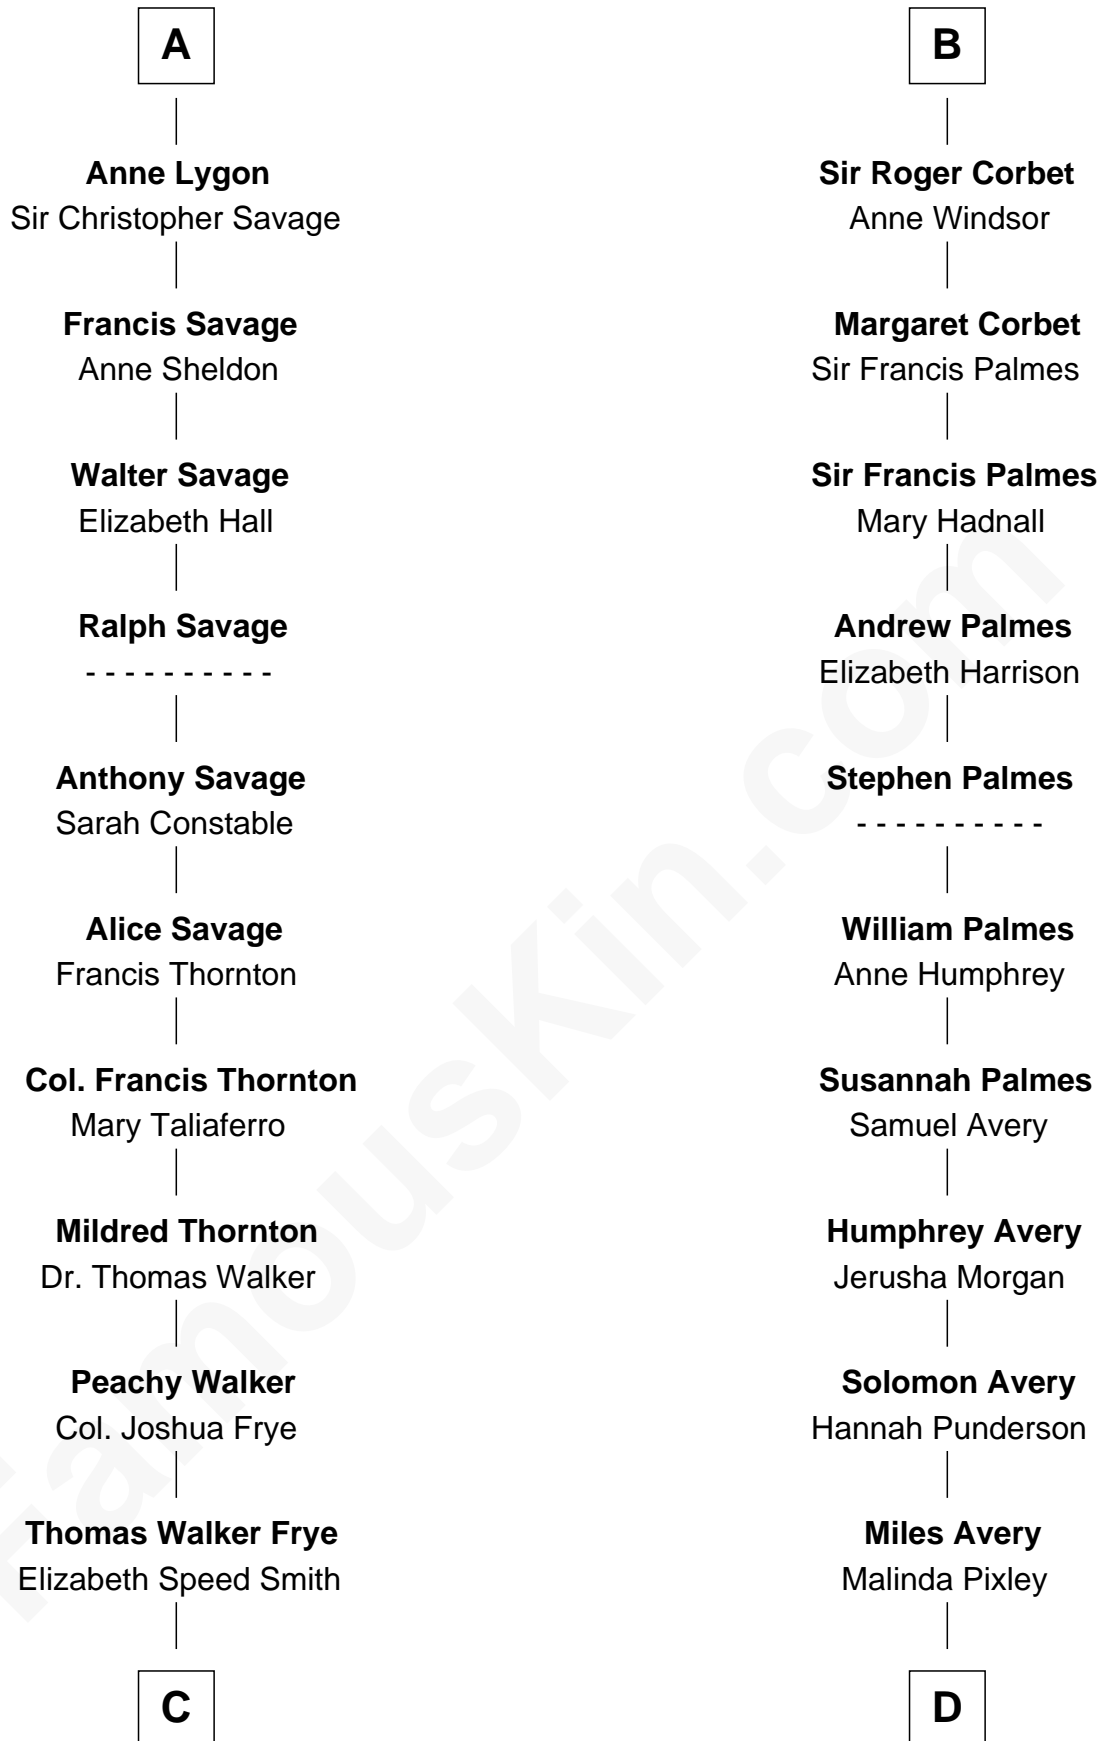 A
Anne Lygon
Sir Christopher Savage
Francis Savage
Anne Sheldon
Walter Savage
Elizabeth Hall
Ralph Savage
- - - - - - - - - -
Anthony Savage
Sarah Constable
Alice Savage
Francis Thornton
Col. Francis Thornton
Mary Taliaferro
Mildred Thornton
Dr. Thomas Walker
Peachy Walker
Col. Joshua Frye
Thomas Walker Frye
Elizabeth Speed Smith
C
B
Sir Roger Corbet
Anne Windsor
Margaret Corbet
Sir Francis Palmes
Sir Francis Palmes
Mary Hadnall
Andrew Palmes
Elizabeth Harrison
Stephen Palmes
- - - - - - - - - -
William Palmes
Anne Humphrey
Susannah Palmes
Samuel Avery
Humphrey Avery
Jerusha Morgan
Solomon Avery
Hannah Punderson
Miles Avery
Malinda Pixley
D
FamousKin.com